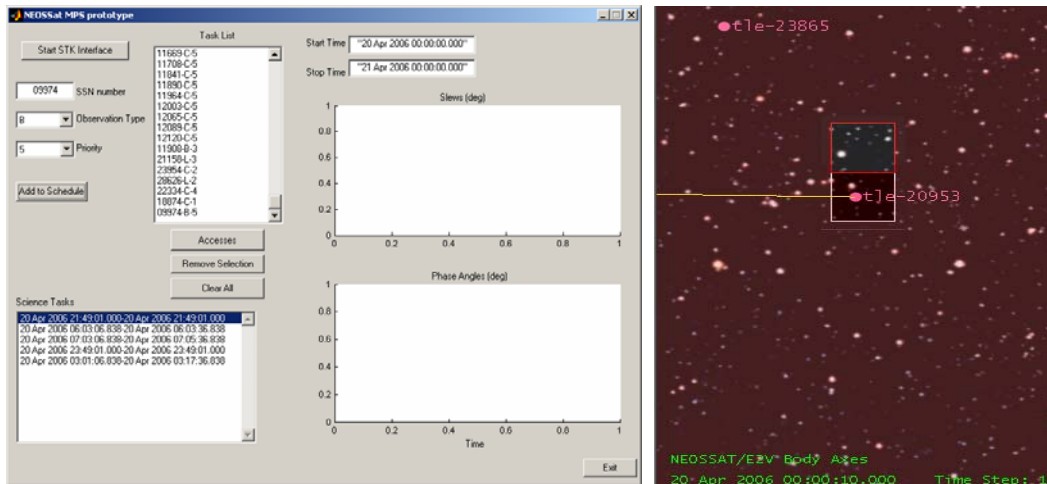 NEOSSat MPS prototype
Start STK Interface
09974 SSN number
B Observation Type
5 Priority
Add to Schedule
Task List
11669-C-5
11708-C-5
11841-C-5
11890-C-5
11964-C-5
12003-C-5
12065-C-5
12089-C-5
12120-C-5
11908-B-3
21158-L-3
23954-C-2
28626-L-2
22334-C-4
18874-C-1
09974-B-5
Accesses
Remove Selection
Clear All
Science Tasks
20 Apr 2006 21:49:01.000-20 Apr 2006 21:49:01.000
20 Apr 2006 06:03:06.838-20 Apr 2006 06:03:36.838
20 Apr 2006 07:03:06.838-20 Apr 2006 07:05:36.838
20 Apr 2006 23:49:01.000-20 Apr 2006 23:49:01.000
20 Apr 2006 03:01:06.838-20 Apr 2006 03:17:36.838
Start Time "20 Apr 2006 00:00:00.000"
Stop Time "21 Apr 2006 00:00:00.000"
Slews (deg)
1
0.8
0.6
0.4
0.2
0
0 0.2 0.4 0.6 0.8 1
Phase Angles (deg)
1
0.8
0.6
0.4
0.2
0
0 0.2 0.4 0.6 0.8 1
Time
Exit
tle-23865
tle-20953
NEOSSAT/E2V Body Axes
20 Apr 2006 00:00:10.000 Time Step: 1